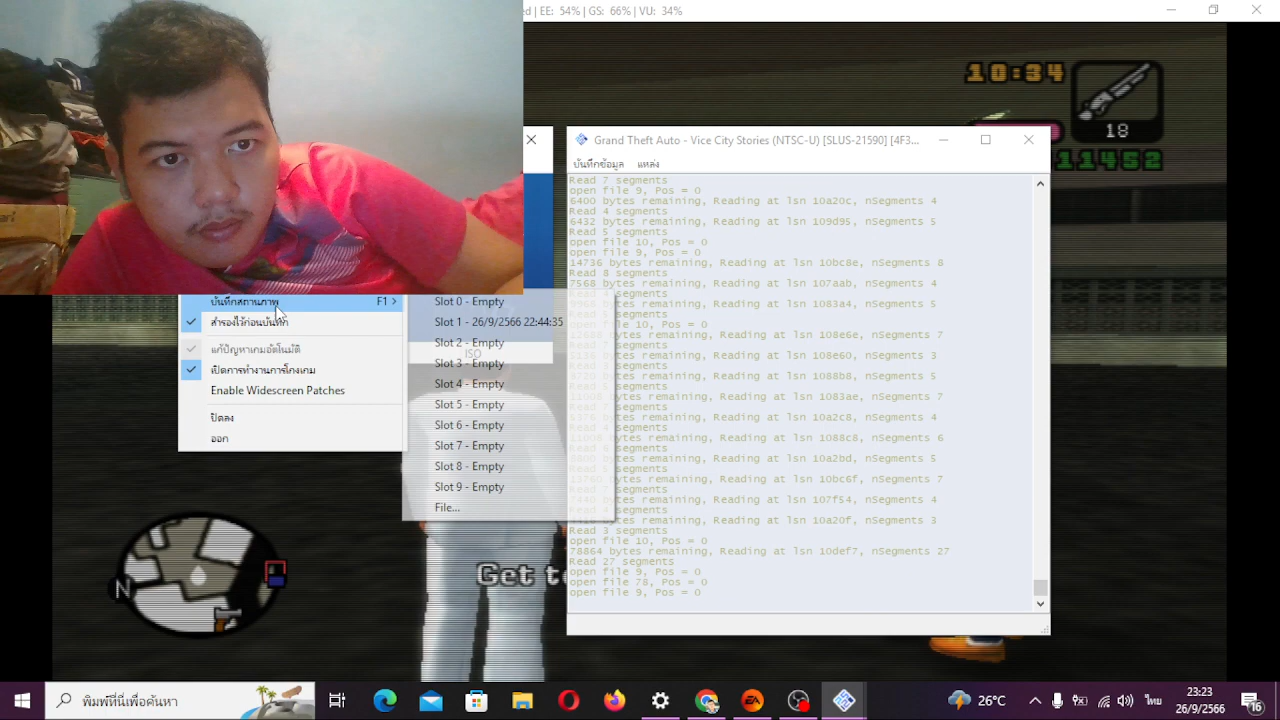 ed | EE: 54% | GS: 66% | VU: 34%
10:34
18
11452
Grand Theft Auto - Vice City Stories (NTSC-U) [SLUS-21590] [4F3...
บันทึกข้อมูล แหล่ง
Read 7 segments
open file 9, Pos = 0
6400 bytes remaining, Reading at lsn 10a20c, nSegments 4
Read 4 segments
6432 bytes remaining, Reading at lsn 109d95, nSegments 5
Read 5 segments
open file 10, Pos = 0
open file 9, Pos = 0
14736 bytes remaining, Reading at lsn 10bc8e, nSegments 8
Read 8 segments
7568 bytes remaining, Reading at lsn 107aab, nSegments 4
bytes remaining, Reading at lsn 1083a4, nSegments 5
bytes remaining, Reading at lsn 108e6e, nSegments 7
bytes remaining, Reading at lsn 108e60, nSegments 3
bytes remaining, Reading at lsn 1088b8, nSegments 5
bytes remaining, Reading at lsn 1083ae, nSegments 7
bytes remaining, Reading at lsn 10a2c8, nSegments 4
bytes remaining, Reading at lsn 1088c8, nSegments 6
bytes remaining, Reading at lsn 10a2bd, nSegments 5
bytes remaining, Reading at lsn 10bc6f, nSegments 7
bytes remaining, Reading at lsn 107f54, nSegments 4
bytes remaining, Reading at lsn 10a20f, nSegments 3
Read 3 segments
open file 10, Pos = 0
78864 bytes remaining, Reading at lsn 10def7, nSegments 27
Read 27 segments
open file 9, Pos = 0
open file 78, Pos = 0
open file 9, Pos = 0
บันทึกสถานภาพ F1
สำรองไว้ก่อนบันทึก
แก้ปัญหาเกมอัตโนมัติ
เปิดการทำงานการโกงเกม
Enable Widescreen Patches
ปิดลง
ออก
Slot 0 - Empty
Slot 1 - 26/9/2566 22:44:35
Slot 2 - Empty
ISO
Slot 3 - Empty
Slot 4 - Empty
Slot 5 - Empty
Slot 6 - Empty
Slot 7 - Empty
Slot 8 - Empty
Slot 9 - Empty
File...
N
Get t
พิมพ์ที่นี่เพื่อค้นหา
EA
26°C
ไทย
23:23
26/9/2566
16